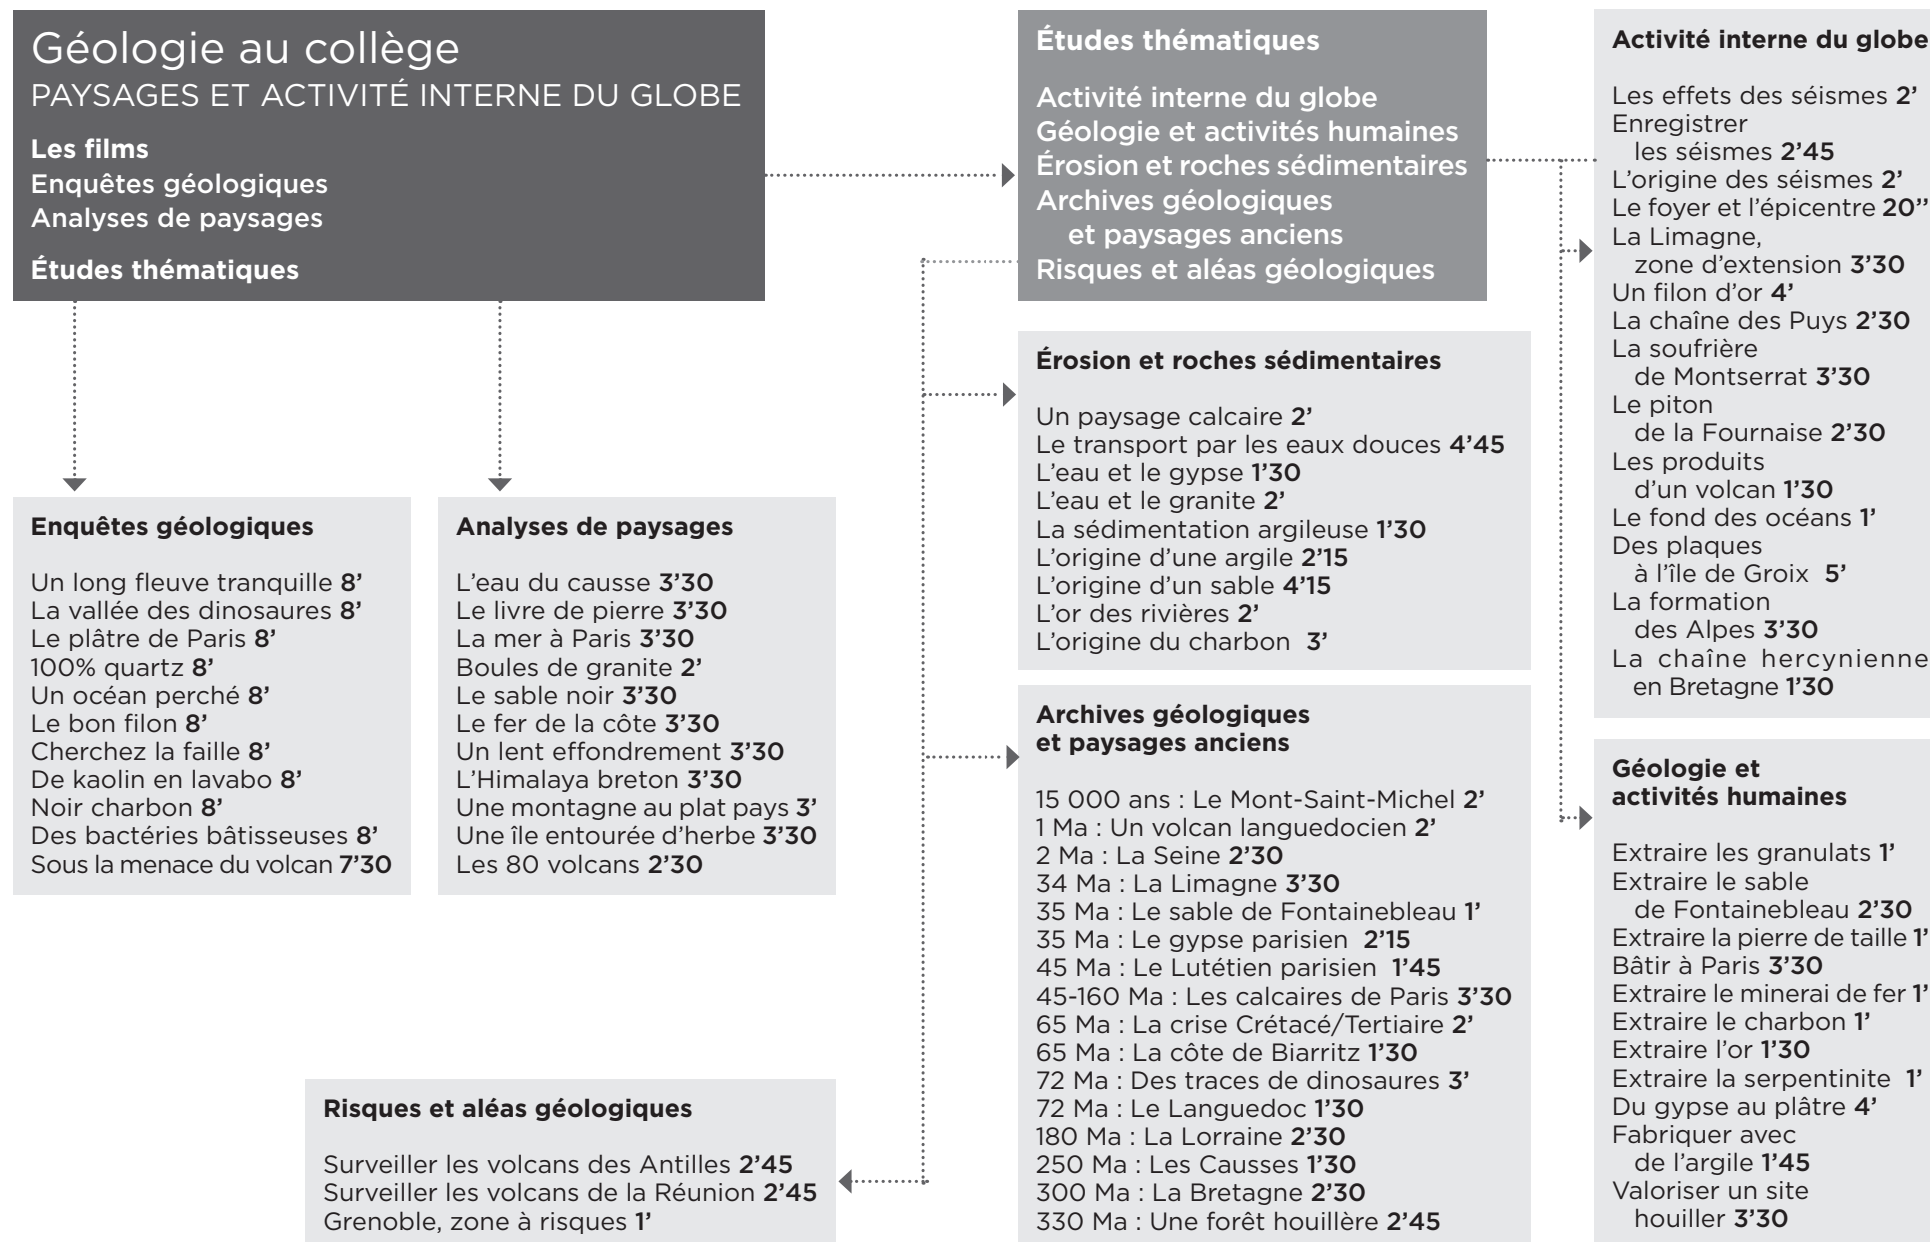 Géologie au collège
PAYSAGES ET ACTIVITÉ INTERNE DU GLOBE
Les films
Enquêtes géologiques
Analyses de paysages
Études thématiques
Enquêtes géologiques
Un long fleuve tranquille 8’
La vallée des dinosaures 8’
Le plâtre de Paris 8’
100% quartz 8’
Un océan perché 8’
Le bon filon 8’
Cherchez la faille 8’
De kaolin en lavabo 8’
Noir charbon 8’
Des bactéries bâtisseuses 8’
Sous la menace du volcan 7’30
Analyses de paysages
L’eau du causse 3’30
Le livre de pierre 3’30
La mer à Paris 3’30
Boules de granite 2’
Le sable noir 3’30
Le fer de la côte 3’30
Un lent effondrement 3’30
L’Himalaya breton 3’30
Une montagne au plat pays 3’
Une île entourée d’herbe 3’30
Les 80 volcans 2’30
Études thématiques
Activité interne du globe
Géologie et activités humaines
Érosion et roches sédimentaires
Archives géologiques
et paysages anciens
Risques et aléas géologiques
Érosion et roches sédimentaires
Un paysage calcaire 2’
Le transport par les eaux douces 4’45
L’eau et le gypse 1’30
L’eau et le granite 2’
La sédimentation argileuse 1’30
L’origine d’une argile 2’15
L’origine d’un sable 4’15
L’or des rivières 2’
L’origine du charbon 3’
Archives géologiques
et paysages anciens
15 000 ans : Le Mont-Saint-Michel 2’
1 Ma : Un volcan languedocien 2’
2 Ma : La Seine 2’30
34 Ma : La Limagne 3’30
35 Ma : Le sable de Fontainebleau 1’
35 Ma : Le gypse parisien 2’15
45 Ma : Le Lutétien parisien 1’45
45-160 Ma : Les calcaires de Paris 3’30
65 Ma : La crise Crétacé/Tertiaire 2’
65 Ma : La côte de Biarritz 1’30
72 Ma : Des traces de dinosaures 3’
72 Ma : Le Languedoc 1’30
180 Ma : La Lorraine 2’30
250 Ma : Les Causses 1’30
300 Ma : La Bretagne 2’30
330 Ma : Une forêt houillère 2’45
Risques et aléas géologiques
Surveiller les volcans des Antilles 2’45
Surveiller les volcans de la Réunion 2’45
Grenoble, zone à risques 1’
Activité interne du globe
Les effets des séismes 2’
Enregistrer
les séismes 2’45
L’origine des séismes 2’
Le foyer et l’épicentre 20’’
La Limagne,
zone d’extension 3’30
Un filon d’or 4’
La chaîne des Puys 2’30
La soufrière
de Montserrat 3’30
Le piton
de la Fournaise 2’30
Les produits
d’un volcan 1’30
Le fond des océans 1’
Des plaques
à l’île de Groix 5’
La formation
des Alpes 3’30
La chaîne hercynienne
en Bretagne 1’30
Géologie et
activités humaines
Extraire les granulats 1’
Extraire le sable
de Fontainebleau 2’30
Extraire la pierre de taille 1’
Bâtir à Paris 3’30
Extraire le minerai de fer 1’
Extraire le charbon 1’
Extraire l’or 1’30
Extraire la serpentinite 1’
Du gypse au plâtre 4’
Fabriquer avec
de l’argile 1’45
Valoriser un site
houiller 3’30